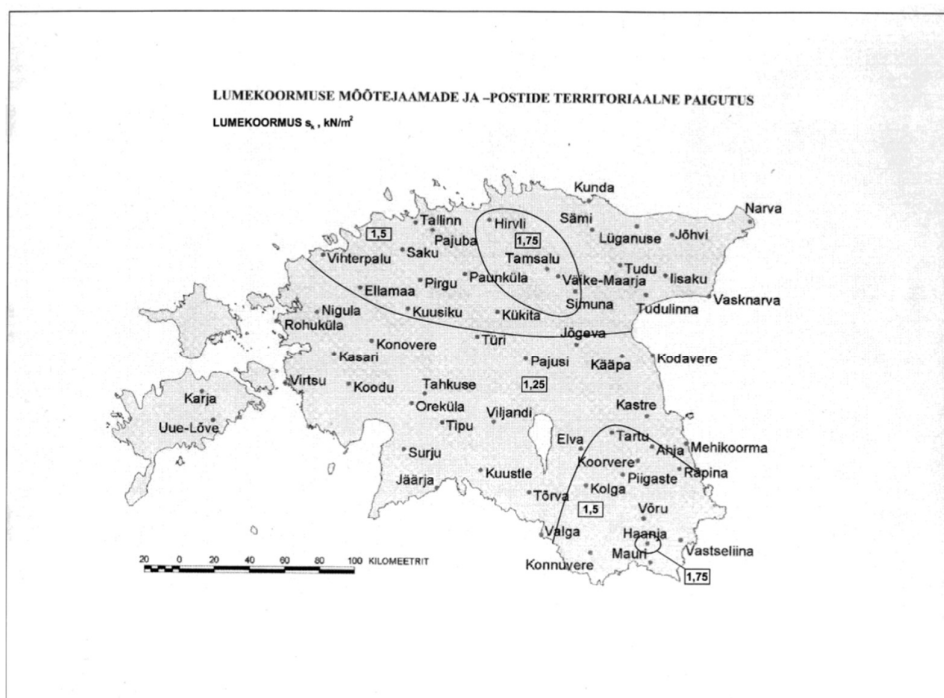 LUMEKOORMUSE MÕÕTEJAAMADE JA –POSTIDE TERRITORIAALNE PAIGUTUS
LUMEKOORMUS sk , kN/m²
Kunda
Narva
Tallinn
Hirvli
Sämi
1,5
Pajuba
1,75
Lüganuse
Jõhvi
Saku
Vihterpalu
Tamsalu
Tudu
Iisaku
Pirgu
Paunküla
Väike-Maarja
Ellamaa
Simuna
Vasknarva
Tudulinna
Nigula
Kuusiku
Kükita
Rohuküla
Jõgeva
Konovere
Türi
Kasari
Pajusi
Kääpa
Kodavere
Virtsu
Koodu
Tahkuse
1,25
Karja
Oreküla
Kastre
Uue-Lõve
Tipu
Viljandi
Elva
Tartu
Mehikoorma
Ahja
Surju
Koorvere
Jäärja
Kuustle
Piigaste
Räpina
Kolga
Tõrva
1,5
Võru
Valga
Haanja
Vastseliina
Mauri
Konnuvere
20 0 20 40 60 80 100 KILOMEETRIT
1,75